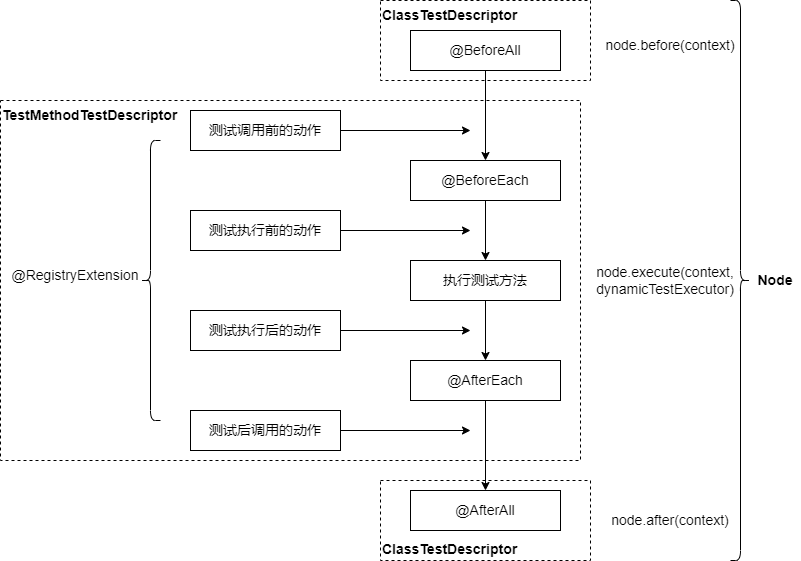 ClassTestDescriptor
@BeforeAll
node.before(context)
TestMethodTestDescriptor
测试调用前的动作
@BeforeEach
测试执行前的动作
@RegistryExtension
执行测试方法
node.execute(context,
dynamicTestExecutor)
Node
测试执行后的动作
@AfterEach
测试后调用的动作
@AfterAll
node.after(context)
ClassTestDescriptor